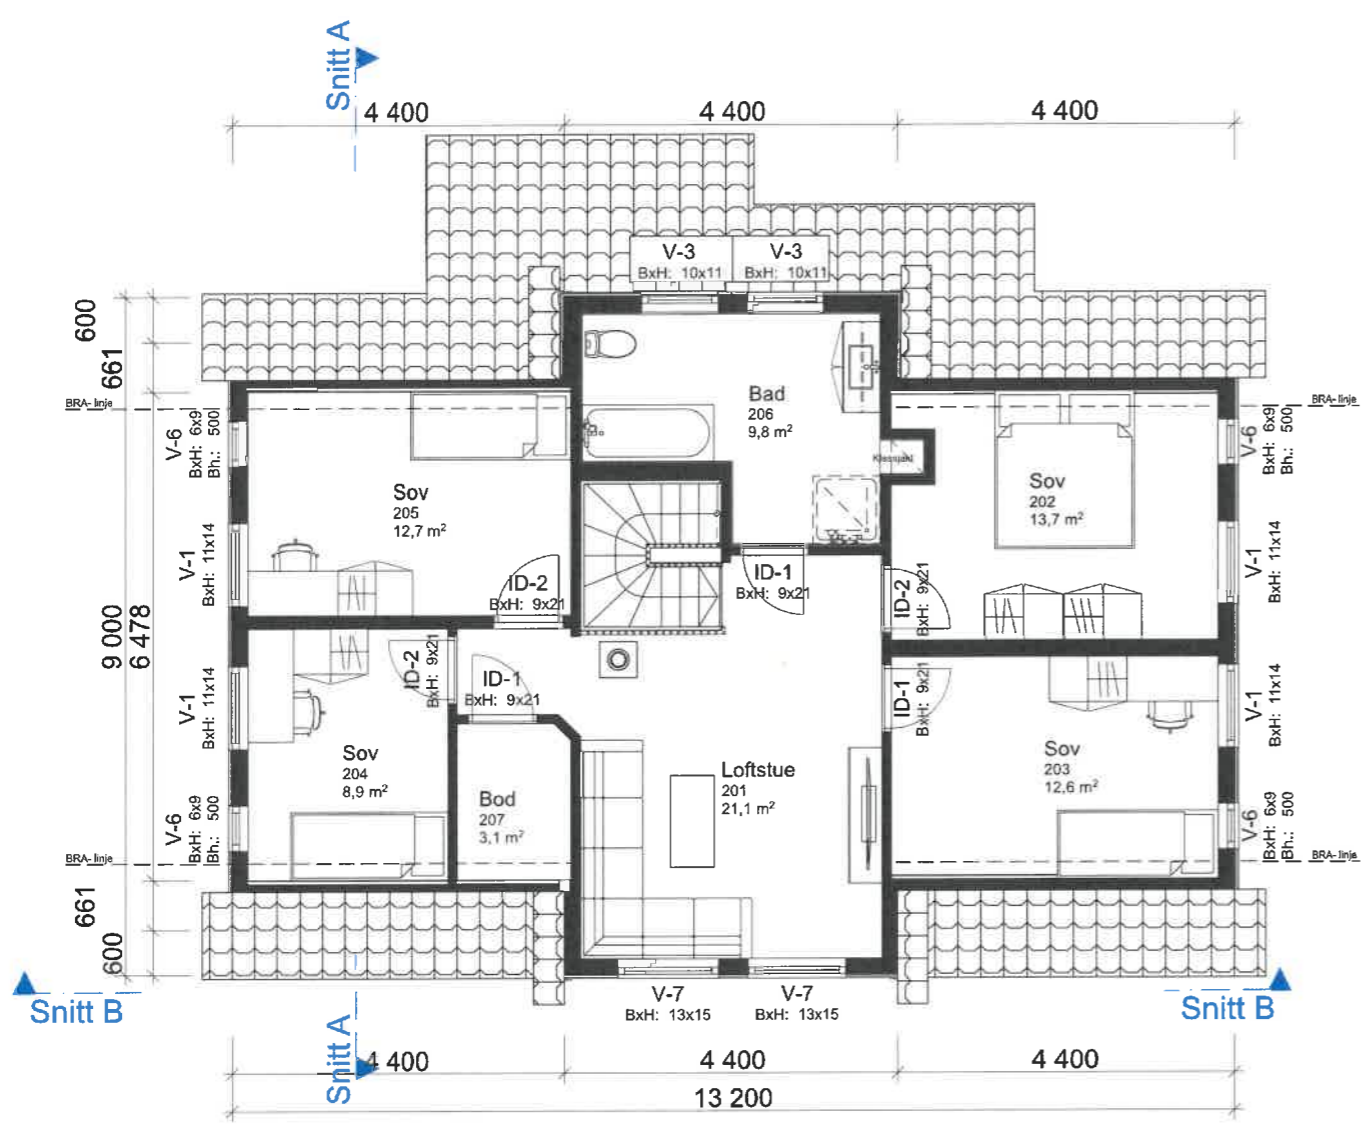 Snitt A
4 400
4 400
4 400
V-3
BxH: 10x11
V-3
BxH: 10x11
600
661
9 000
6 478
661
600
BRA- linje
BRA- linje
V-6
BxH: 6x9
Bh.: 500
V-1
BxH: 11x14
V-1
BxH: 11x14
V-6
BxH: 6x9
Bh.: 500
BRA- linje
BRA- linje
Bad
206
9,8 m²
Sov
205
12,7 m²
Sov
202
13,7 m²
V-6
BxH: 6x9
Bh.: 500
V-1
BxH: 11x14
ID-2
BxH: 9x21
ID-1
BxH: 9x21
ID-2
BxH: 9x21
ID-2
BxH: 9x21
ID-1
BxH: 9x21
ID-1
BxH: 9x21
V-1
BxH: 11x14
Sov
204
8,9 m²
Bod
207
3,1 m²
Loftstue
201
21,1 m²
Sov
203
12,6 m²
V-6
BxH: 6x9
Bh.: 500
Snitt B
V-7
BxH: 13x15
V-7
BxH: 13x15
Snitt B
Snitt A
4 400
4 400
4 400
13 200